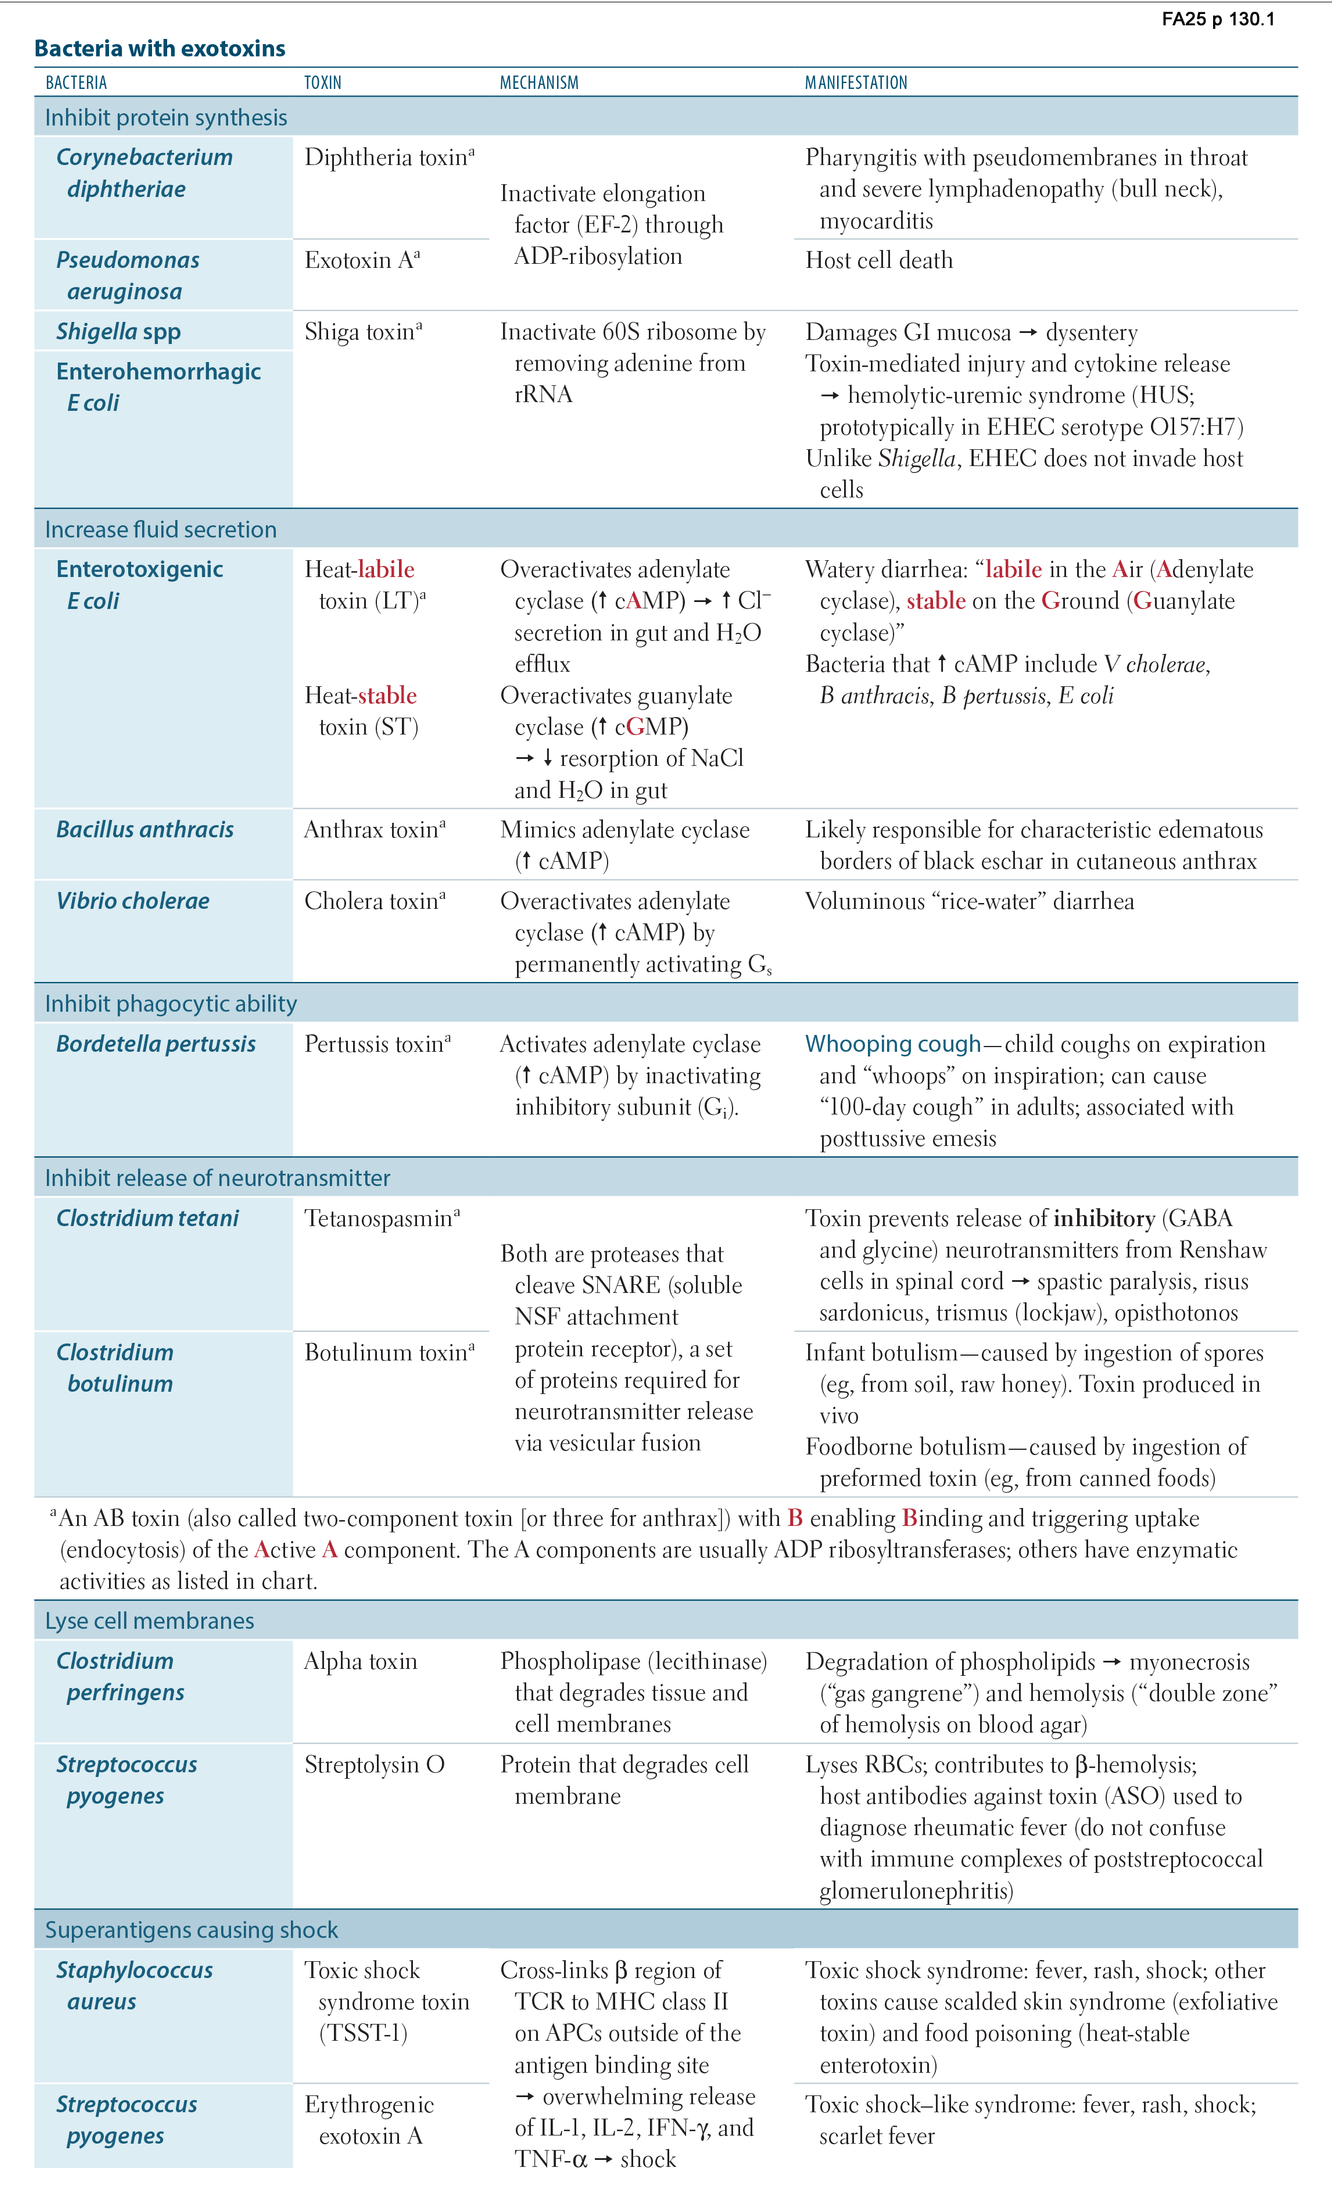 FA25 p 130.1
Bacteria with exotoxins
BACTERIA TOXIN MECHANISM MANIFESTATION
Inhibit protein synthesis
Corynebacterium
diphtheriae
Diphtheria toxinᵃ
Inactivate elongation
factor (EF-2) through
ADP-ribosylation
Pharyngitis with pseudomembranes in throat
and severe lymphadenopathy (bull neck),
myocarditis
Pseudomonas
aeruginosa
Exotoxin Aᵃ
Host cell death
Shigella spp
Shiga toxinᵃ
Inactivate 60S ribosome by
removing adenine from
rRNA
Damages GI mucosa → dysentery
Enterohemorrhagic
E coli
Toxin-mediated injury and cytokine release
→ hemolytic-uremic syndrome (HUS;
prototypically in EHEC serotype O157:H7)
Unlike Shigella, EHEC does not invade host
cells
Increase fluid secretion
Enterotoxigenic
E coli
Heat-labile
toxin (LT)ᵃ
Overactivates adenylate
cyclase (↑ cAMP) → ↑ Cl⁻
secretion in gut and H₂O
efflux
Watery diarrhea: “labile in the Air (Adenylate
cyclase), stable on the Ground (Guanylate
cyclase)”
Bacteria that ↑ cAMP include V cholerae,
B anthracis, B pertussis, E coli
Heat-stable
toxin (ST)
Overactivates guanylate
cyclase (↑ cGMP)
→ ↓ resorption of NaCl
and H₂O in gut
Bacillus anthracis
Anthrax toxinᵃ
Mimics adenylate cyclase
(↑ cAMP)
Likely responsible for characteristic edematous
borders of black eschar in cutaneous anthrax
Vibrio cholerae
Cholera toxinᵃ
Overactivates adenylate
cyclase (↑ cAMP) by
permanently activating Gₛ
Voluminous “rice-water” diarrhea
Inhibit phagocytic ability
Bordetella pertussis
Pertussis toxinᵃ
Activates adenylate cyclase
(↑ cAMP) by inactivating
inhibitory subunit (Gᵢ).
Whooping cough—child coughs on expiration
and “whoops” on inspiration; can cause
“100-day cough” in adults; associated with
posttussive emesis
Inhibit release of neurotransmitter
Clostridium tetani
Tetanospasminᵃ
Both are proteases that
cleave SNARE (soluble
NSF attachment
protein receptor), a set
of proteins required for
neurotransmitter release
via vesicular fusion
Toxin prevents release of inhibitory (GABA
and glycine) neurotransmitters from Renshaw
cells in spinal cord → spastic paralysis, risus
sardonicus, trismus (lockjaw), opisthotonos
Clostridium
botulinum
Botulinum toxinᵃ
Infant botulism—caused by ingestion of spores
(eg, from soil, raw honey). Toxin produced in
vivo
Foodborne botulism—caused by ingestion of
preformed toxin (eg, from canned foods)
ᵃAn AB toxin (also called two-component toxin [or three for anthrax]) with B enabling Binding and triggering uptake
(endocytosis) of the Active A component. The A components are usually ADP ribosyltransferases; others have enzymatic
activities as listed in chart.
Lyse cell membranes
Clostridium
perfringens
Alpha toxin
Phospholipase (lecithinase)
that degrades tissue and
cell membranes
Degradation of phospholipids → myonecrosis
(“gas gangrene”) and hemolysis (“double zone”
of hemolysis on blood agar)
Streptococcus
pyogenes
Streptolysin O
Protein that degrades cell
membrane
Lyses RBCs; contributes to β-hemolysis;
host antibodies against toxin (ASO) used to
diagnose rheumatic fever (do not confuse
with immune complexes of poststreptococcal
glomerulonephritis)
Superantigens causing shock
Staphylococcus
aureus
Toxic shock
syndrome toxin
(TSST-1)
Cross-links β region of
TCR to MHC class II
on APCs outside of the
antigen binding site
→ overwhelming release
of IL-1, IL-2, IFN-γ, and
TNF-α → shock
Toxic shock syndrome: fever, rash, shock; other
toxins cause scalded skin syndrome (exfoliative
toxin) and food poisoning (heat-stable
enterotoxin)
Streptococcus
pyogenes
Erythrogenic
exotoxin A
Toxic shock–like syndrome: fever, rash, shock;
scarlet fever